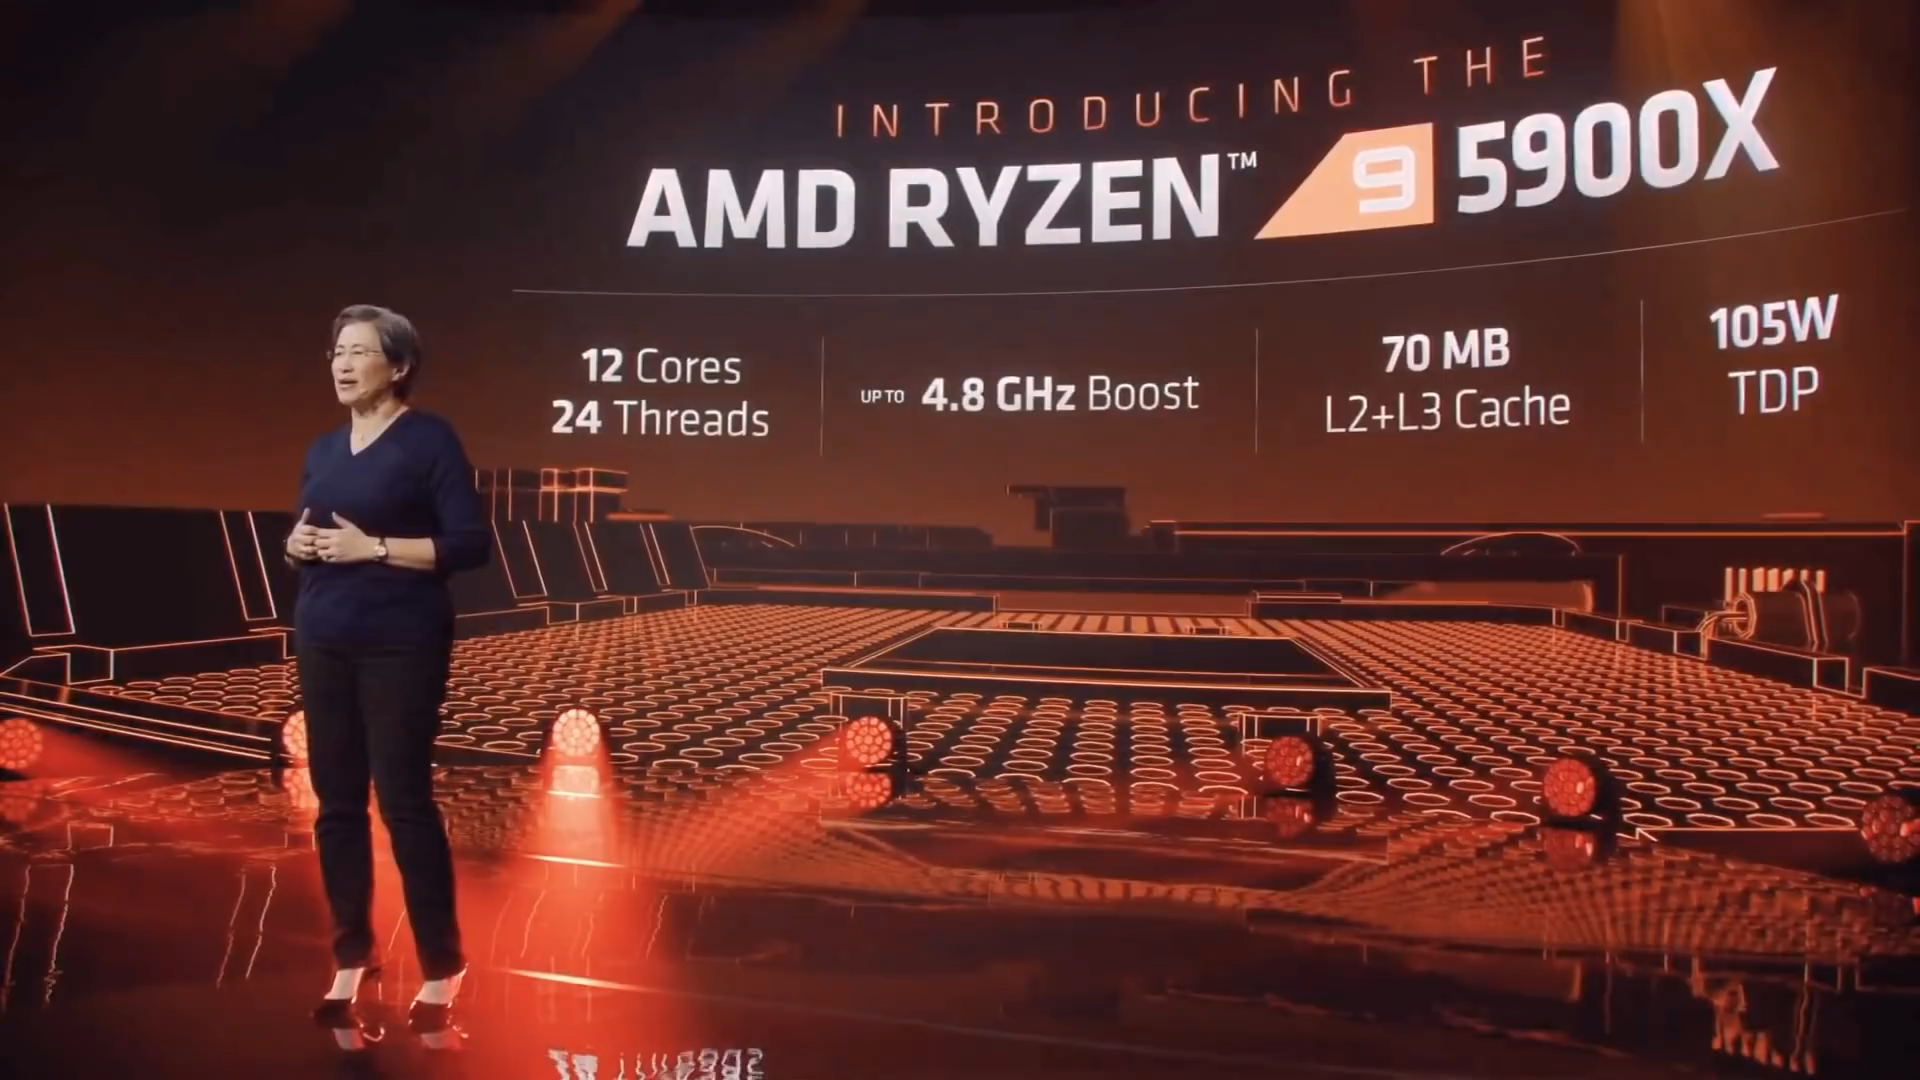 INTRODUCING THE
AMD RYZEN™ 9 5900X
12 Cores
24 Threads
UP TO 4.8 GHz Boost
70 MB
L2+L3 Cache
105W
TDP